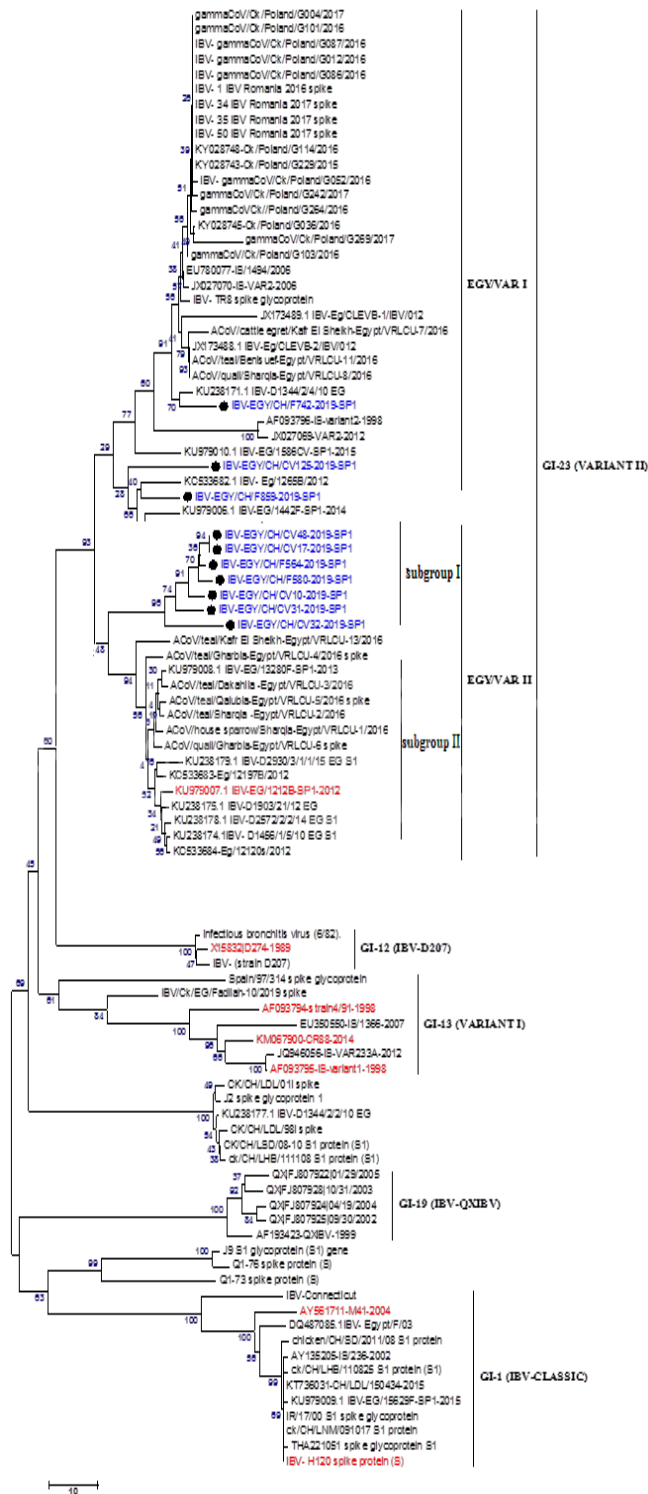 gammaCoV/Ck/Poland/G004/2017
gammaCoV/Ck/Poland/G101/2016
IBV- gammaCoV/Ck/Poland/G087/2016
IBV- gammaCoV/Ck/Poland/G012/2016
IBV- gammaCoV/Ck/Poland/G086/2016
IBV- 1 IBV Romania 2016 spike
IBV- 34 IBV Romania 2017 spike
IBV- 35 IBV Romania 2017 spike
IBV- 50 IBV Romania 2017 spike
KY028748-Ck/Poland/G114/2016
KY028743-Ck/Poland/G229/2015
IBV- gammaCoV/Ck/Poland/G052/2016
gammaCoV/Ck/Poland/G242/2017
gammaCoV/Ck//Poland/G264/2016
KY028745-Ck/Poland/G036/2016
gammaCoV/Ck/Poland/G269/2017
gammaCoV/Ck/Poland/G103/2016
EU780077-IS/1494/2006
JX027070-IS-VAR2-2006
IBV- TR8 spike glycoprotein
JX173489.1 IBV-Eg/CLEVB-1/IBV/012
ACoV/cattle egret/Kafr El Sheikh-Egypt/VRLCU-7/2016
JX173488.1 IBV-Eg/CLEVB-2/IBV/012
ACoV/teal/Benisuef-Egypt/VRLCU-11/2016
ACoV/quail/Sharqia-Egypt/VRLCU-8/2016
KU238171.1 IBV-D1344/2/4/10 EG
IBV-EGY/CH/F742-2019-SP1
AF093796-IS-variant2-1998
JX027069-VAR2-2012
KU979010.1 IBV-EG/1586CV-SP1-2015
IBV-EGY/CH/CV125-2019-SP1
KC533682.1 IBV- Eg/1265B/2012
IBV-EGY/CH/F859-2019-SP1
KU979006.1 IBV-EG/1442F-SP1-2014
EGY/VAR I
GI-23 (VARIANT II)
IBV-EGY/CH/CV48-2019-SP1
IBV-EGY/CH/CV17-2019-SP1
IBV-EGY/CH/F564-2019-SP1
IBV-EGY/CH/F580-2019-SP1
IBV-EGY/CH/CV10-2019-SP1
IBV-EGY/CH/CV31-2019-SP1
IBV-EGY/CH/CV32-2019-SP1
subgroup I
ACoV/teal/Kafr El Sheikh-Egypt/VRLCU-13/2016
ACoV/teal/Gharbia-Egypt/VRLCU-4/2016 spike
KU979008.1 IBV-EG/13280F-SP1-2013
ACoV/teal/Dakahlia -Egypt/VRLCU-3/2016
ACoV/teal/Qalubia-Egypt/VRLCU-5/2016 spike
ACoV/teal/Sharqia -Egypt/VRLCU-2/2016
ACoV/house sparrow/Sharqia-Egypt/VRLCU-1/2016
ACoV/quail/Gharbia-Egypt/VRLCU-6 spike
KU238179.1 IBV-D2930/3/1/1/15 EG S1
KC533683-Eg/12197B/2012
KU979007.1 IBV-EG/1212B-SP1-2012
KU238175.1 IBV-D1903/21/12 EG
KU238178.1 IBV-D2572/2/2/14 EG S1
KU238174.1IBV- D1456/1/5/10 EG S1
KC533684-Eg/12120s/2012
EGY/VAR II
subgroup II
Infectious bronchitis virus (6/82).
X15832|D274-1989
IBV- (strain D207)
GI-12 (IBV-D207)
Spain/97/314 spike glycoprotein
IBV/Ck/EG/Fadllah-10/2019 spike
AF093794-strain4/91-1998
EU350550-IS/1366-2007
KM067900-CR88-2014
JQ946056-IS-VAR233A-2012
AF093795-IS-variant1-1998
GI-13 (VARIANT I)
CK/CH/LDL/01I spike
J2 spike glycoprotein 1
KU238177.1 IBV-D1344/2/2/10 EG
CK/CH/LDL/98I spike
CK/CH/LSD/08-10 S1 protein (S1)
ck/CH/LHB/111108 S1 protein (S1)
QX|FJ807922|01/29/2005
QX|FJ807928|10/31/2003
QX|FJ807924|04/19/2004
QX|FJ807925|09/30/2002
AF193423-QXIBV-1999
GI-19 (IBV-QXIBV)
J9 S1 glycoprotein (S1) gene
Q1-76 spike protein (S)
Q1-73 spike protein (S)
IBV-Connecticut
AY561711-M41-2004
DQ487085.1IBV- Egypt/F/03
chicken/CH/SD/2011/08 S1 protein
AY135205-IS/236-2002
ck/CH/LHB/110825 S1 protein (S1)
KT736031-CH/LDL/150434-2015
KU979009.1 IBV-EG/15629F-SP1-2015
IR/17/00 S1 spike glycoprotein
ck/CH/LNM/091017 S1 protein
THA221051 spike glycoprotein S1
IBV- H120 spike protein (S)
GI-1 (IBV-CLASSIC)
10